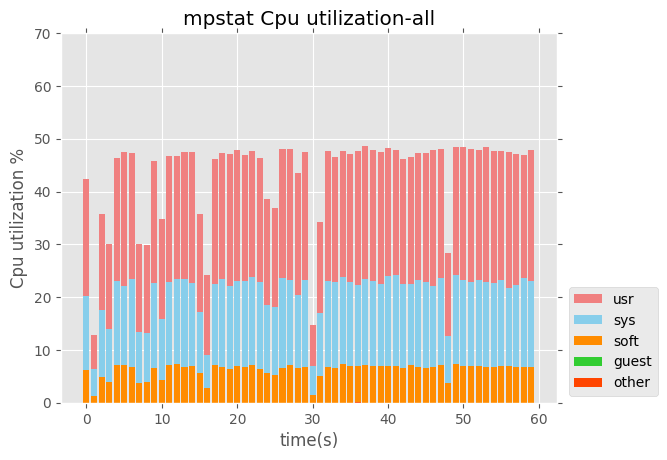 mpstat Cpu utilization-all
70
60
50
40
30
20
10
0
Cpu utilization %
0
10
20
30
40
50
60
time(s)
usr
sys
soft
guest
other